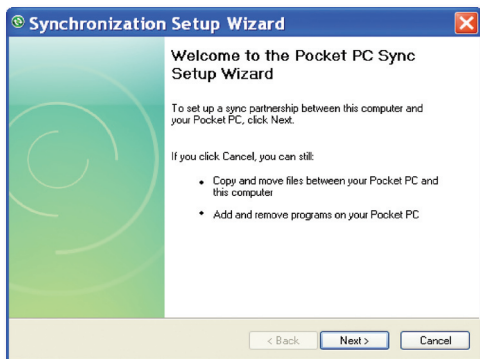 Synchronization Setup Wizard
Welcome to the Pocket PC Sync
Setup Wizard
To set up a sync partnership between this computer and
your Pocket PC, click Next.
If you click Cancel, you can still:
• Copy and move files between your Pocket PC and
this computer
• Add and remove programs on your Pocket PC
< Back Next > Cancel